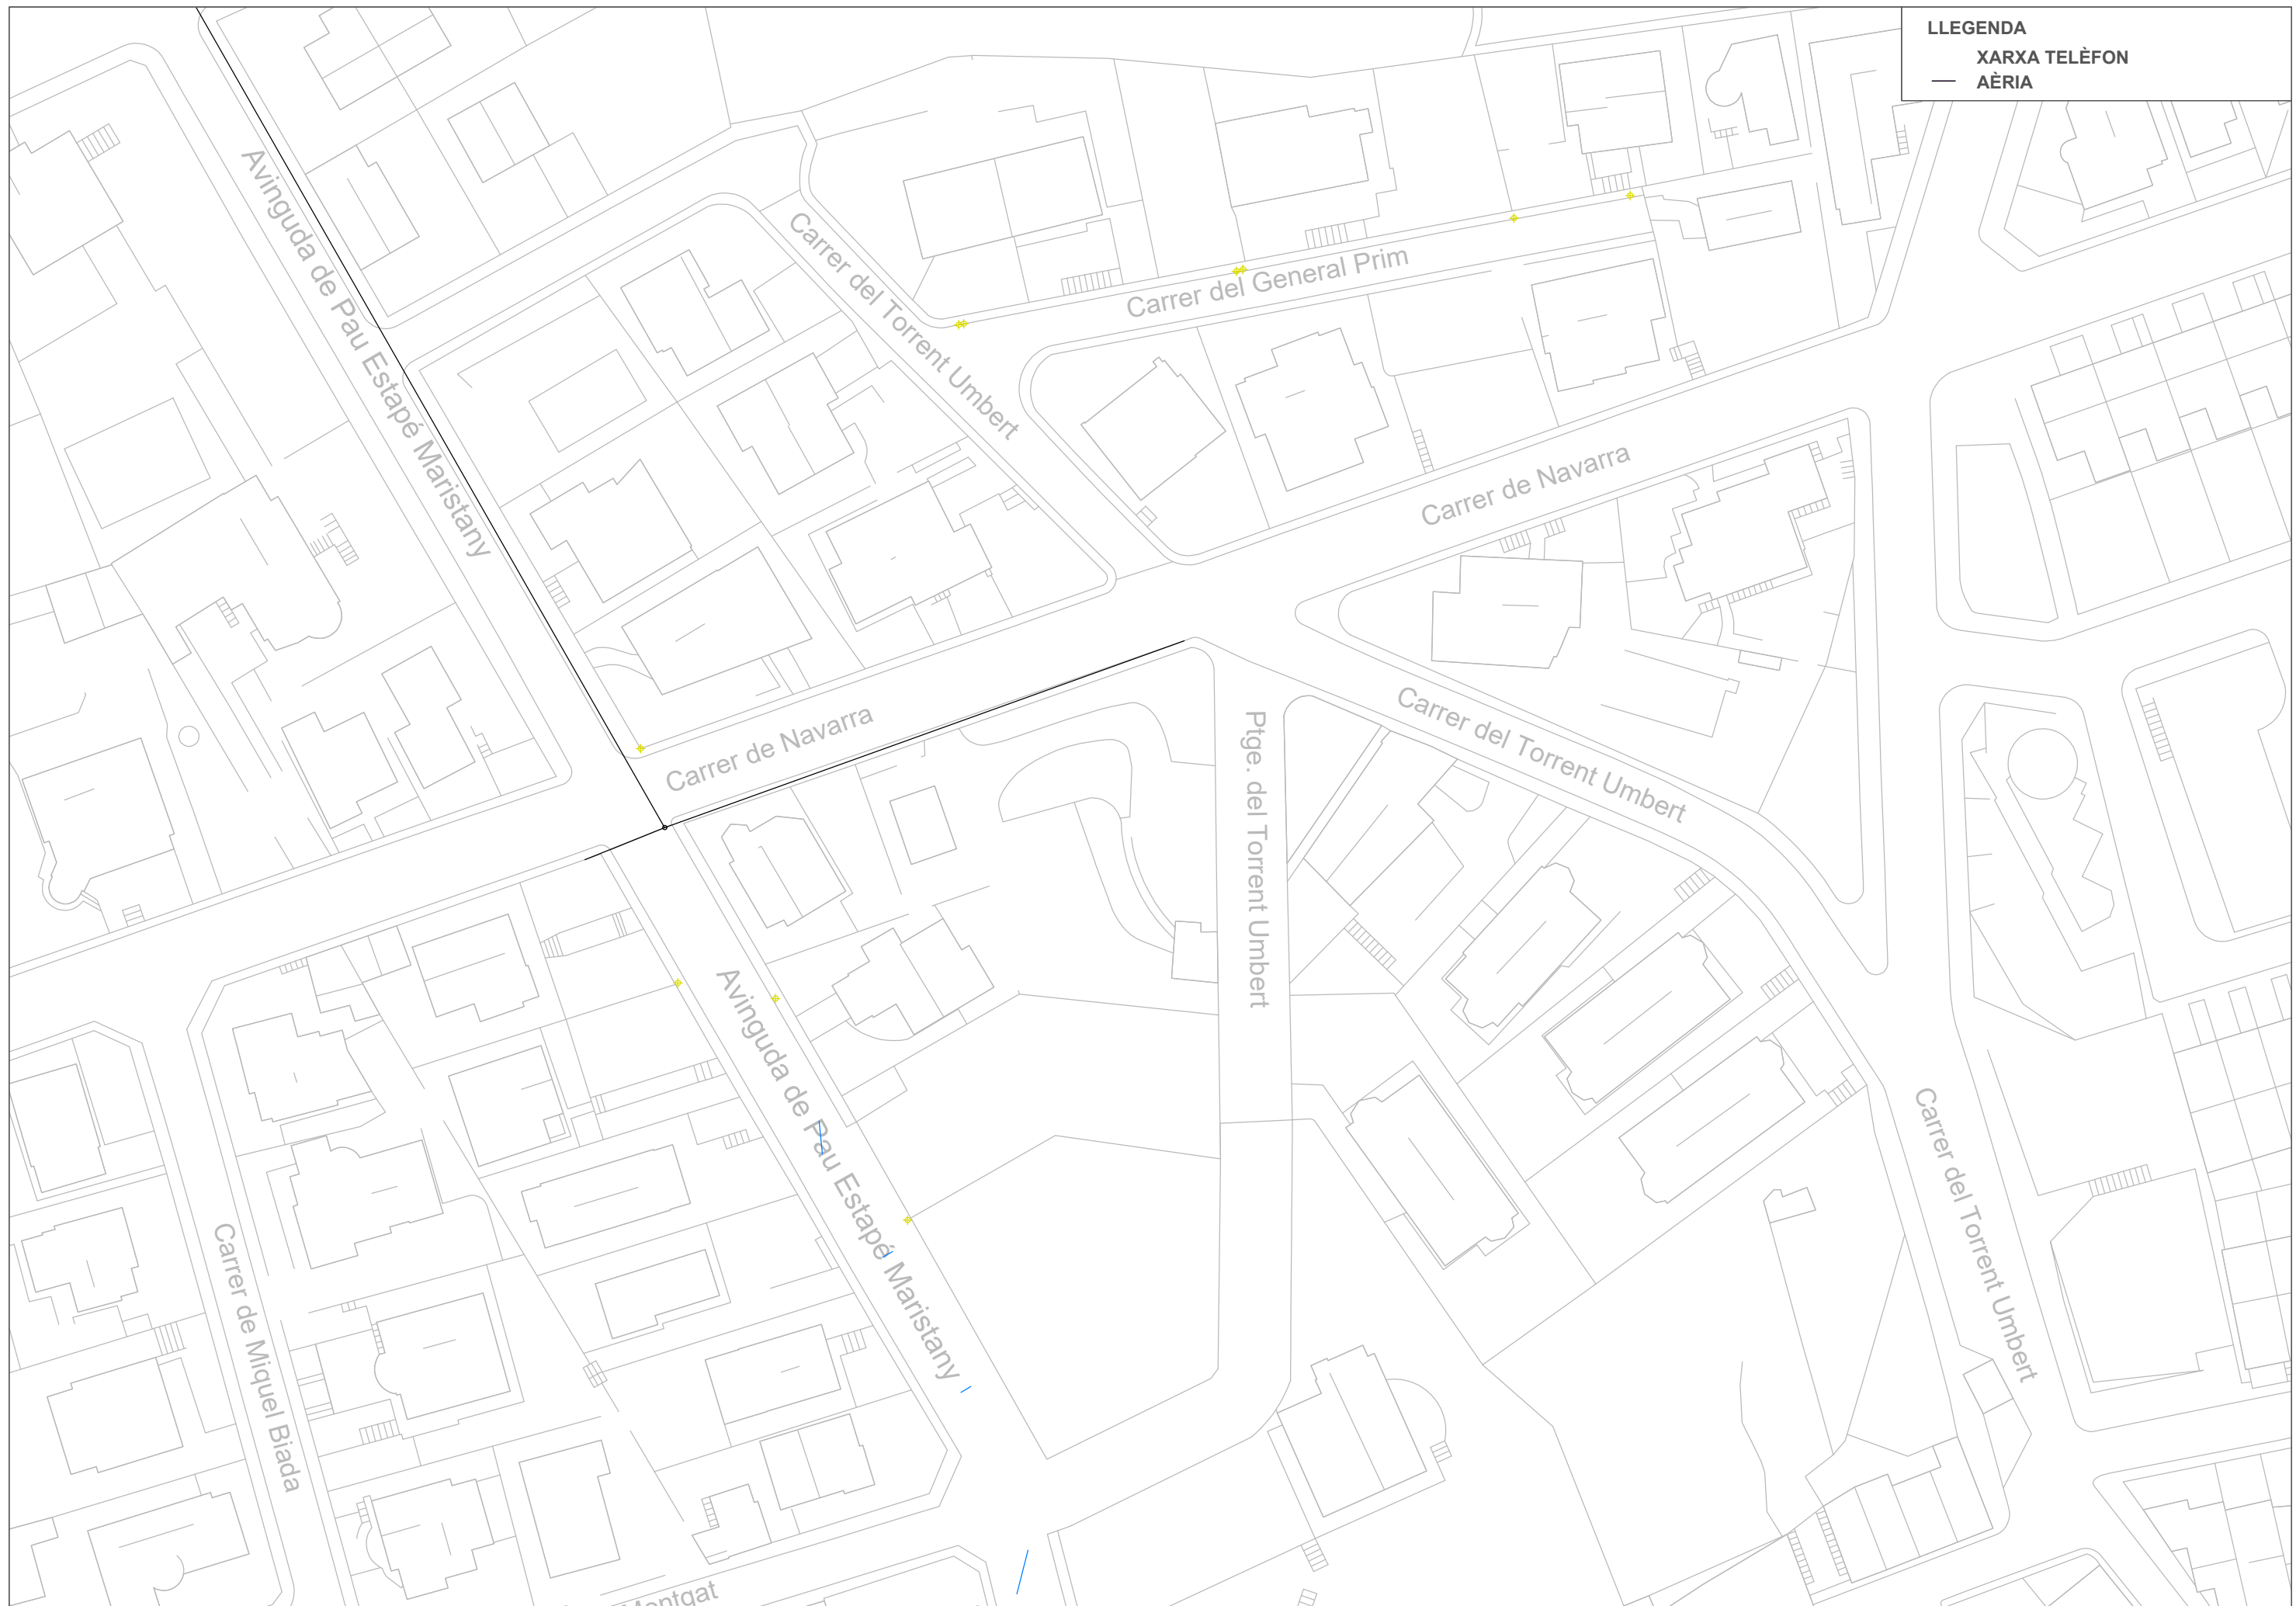 LLEGENDA
XARXA TELÈFON
AÈRIA
Avinguda de Pau Estapé Maristany
Carrer del Torrent Umbert
Carrer del General Prim
Carrer de Navarra
Carrer de Navarra
Carrer del Torrent Umbert
Ptge. del Torrent Umbert
Avinguda de Pau Estapé Maristany
Carrer del Torrent Umbert
Carrer de Miquel Biada
Montgat